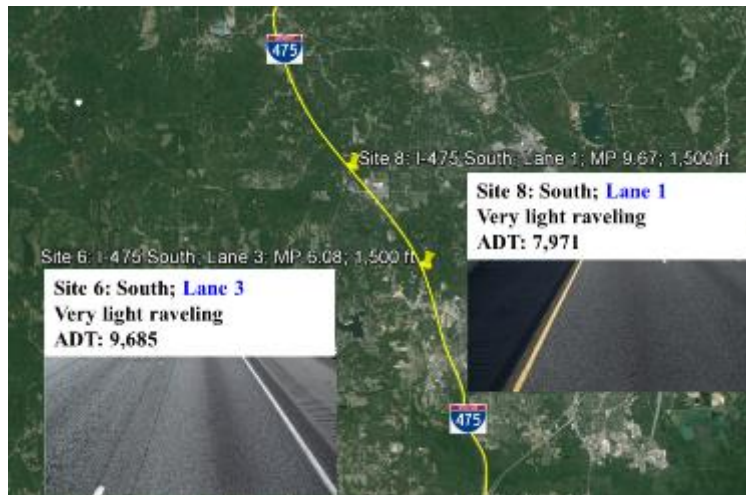 475
Site 8: I-475 South; Lane 1; MP 9.67; 1,500 ft
Site 8: South; Lane 1
Very light raveling
ADT: 7,971
Site 6: I-475 South; Lane 3; MP 6.08; 1,500 ft
Site 6: South; Lane 3
Very light raveling
ADT: 9,685
475